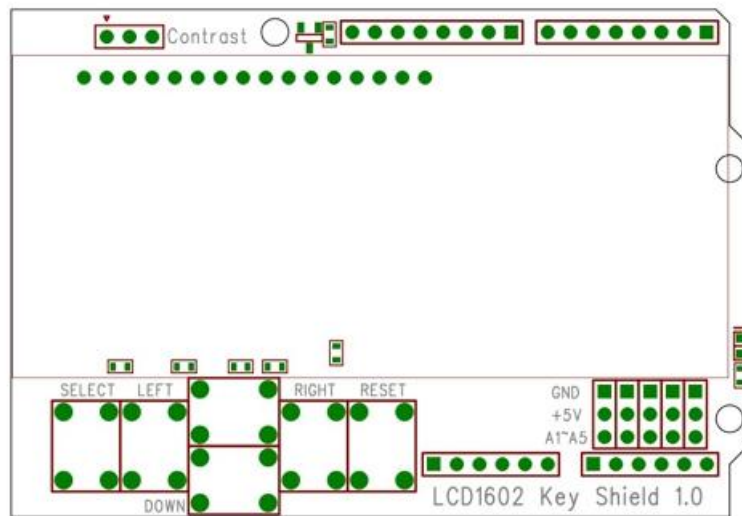 Contrast
SELECT LEFT RIGHT RESET
GND
+5V
A1~A5
DOWN
LCD1602 Key Shield 1.0